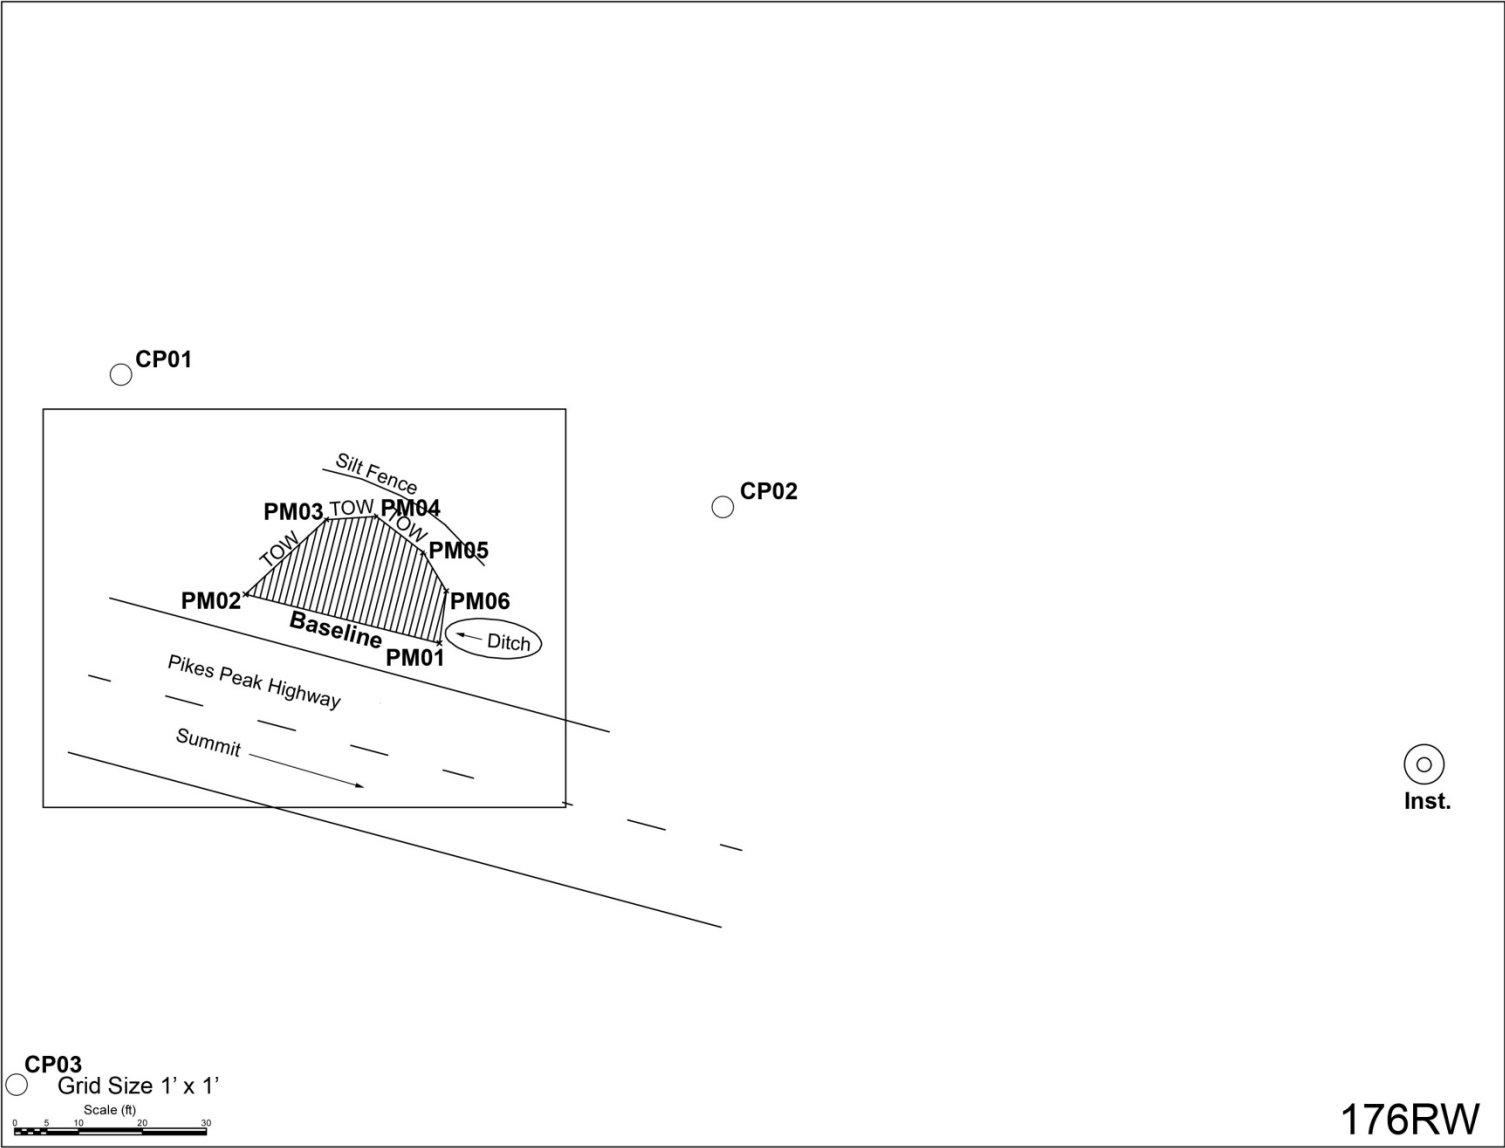 CP01
Silt Fence
CP02
PM03
TOW
PM04
TOW
TOW
PM05
PM02
PM06
Baseline
Ditch
PM01
Pikes Peak Highway
Summit
Inst.
CP03
Grid Size 1’ x 1’
Scale (ft)
0 5 10 20 30
176RW